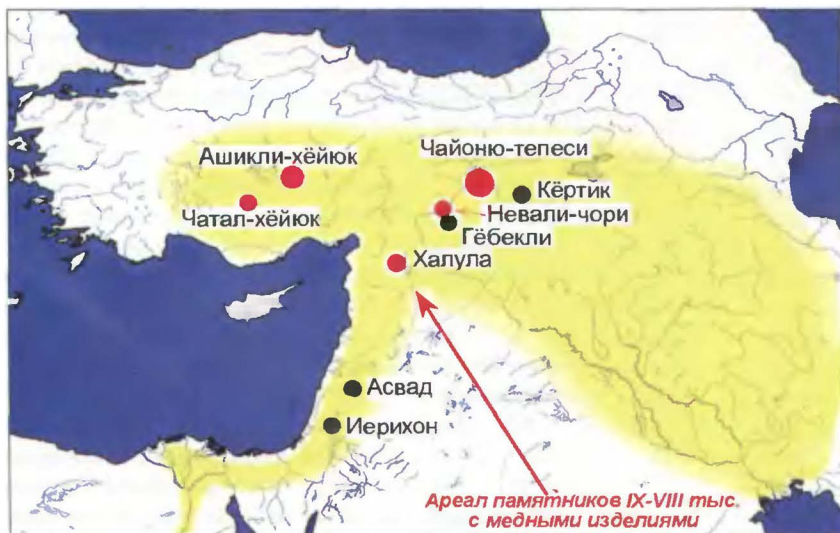 Ашикли-хёйюк
Чайоню-тепеси
Чатал-хёйюк
Кёртик
Невали-чори
Гёбекли
Халула
Асвад
Иерихон
Ареал памятников IX-VIII тыс.
с медными изделиями